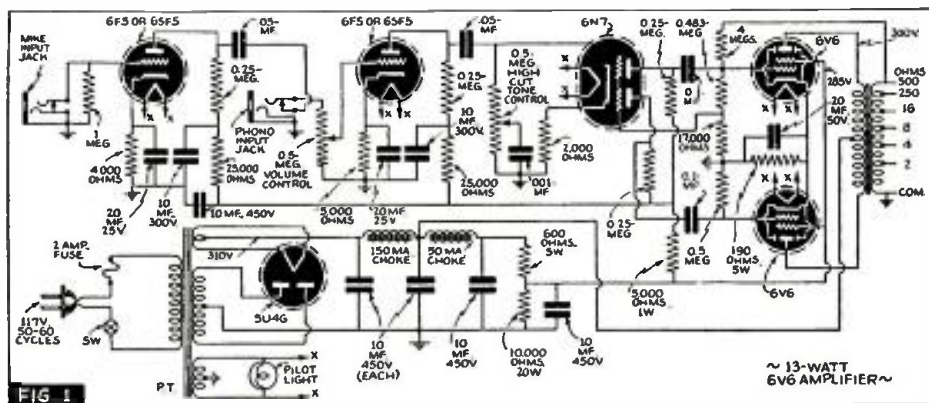 MIKE
INPUT
JACK
6F5 OR 6SF5
.05-
MF.
6F5 OR 6SF5
.05-
MF
6N7
0.25-
MEG.
0.483-
MEG.
6V6
300V.
285V
OHMS
500
250
16
8
4
2
COM.
0.25-
MEG.
1
MEG
PHONO
INPUT
JACK
0.25-
MEG.
10
MF
300V.
0.5-
MEG
HIGH
CUT
TONE
CONTROL
20
MF
50V.
4,000
OHMS
25,000
OHMS
0.5-MEG.
VOLUME
CONTROL
25,000
OHMS
2,000
OHMS
17,000
OHMS
.001
MF
20
MF
25V
10
MF
300V
10 MF, 450V
5,000
OHMS
20 MF
25V
0.25-
MEG
0.5
MEG
190
OHMS
5W
6V6
2 AMP.
FUSE
310V
150 MA
CHOKE
50 MA
CHOKE
600
OHMS,
5W
5,000
OHMS
1W
117V.
50-60
CYCLES
SW
5U4G
10
MF
450V
(EACH)
10
MF
450V
10,000
OHMS
20W
10
MF
450V
P.T.
PILOT
LIGHT
X
X
~ 13-WATT
6V6 AMPLIFIER ~
FIG 1